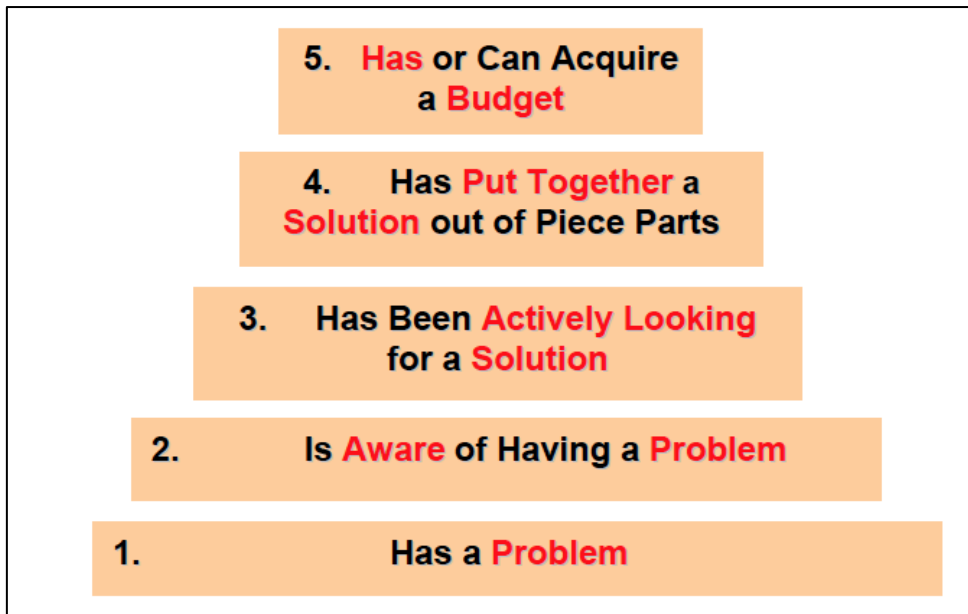 5. Has or Can Acquire
a Budget
4. Has Put Together a
Solution out of Piece Parts
3. Has Been Actively Looking
for a Solution
2. Is Aware of Having a Problem
1. Has a Problem